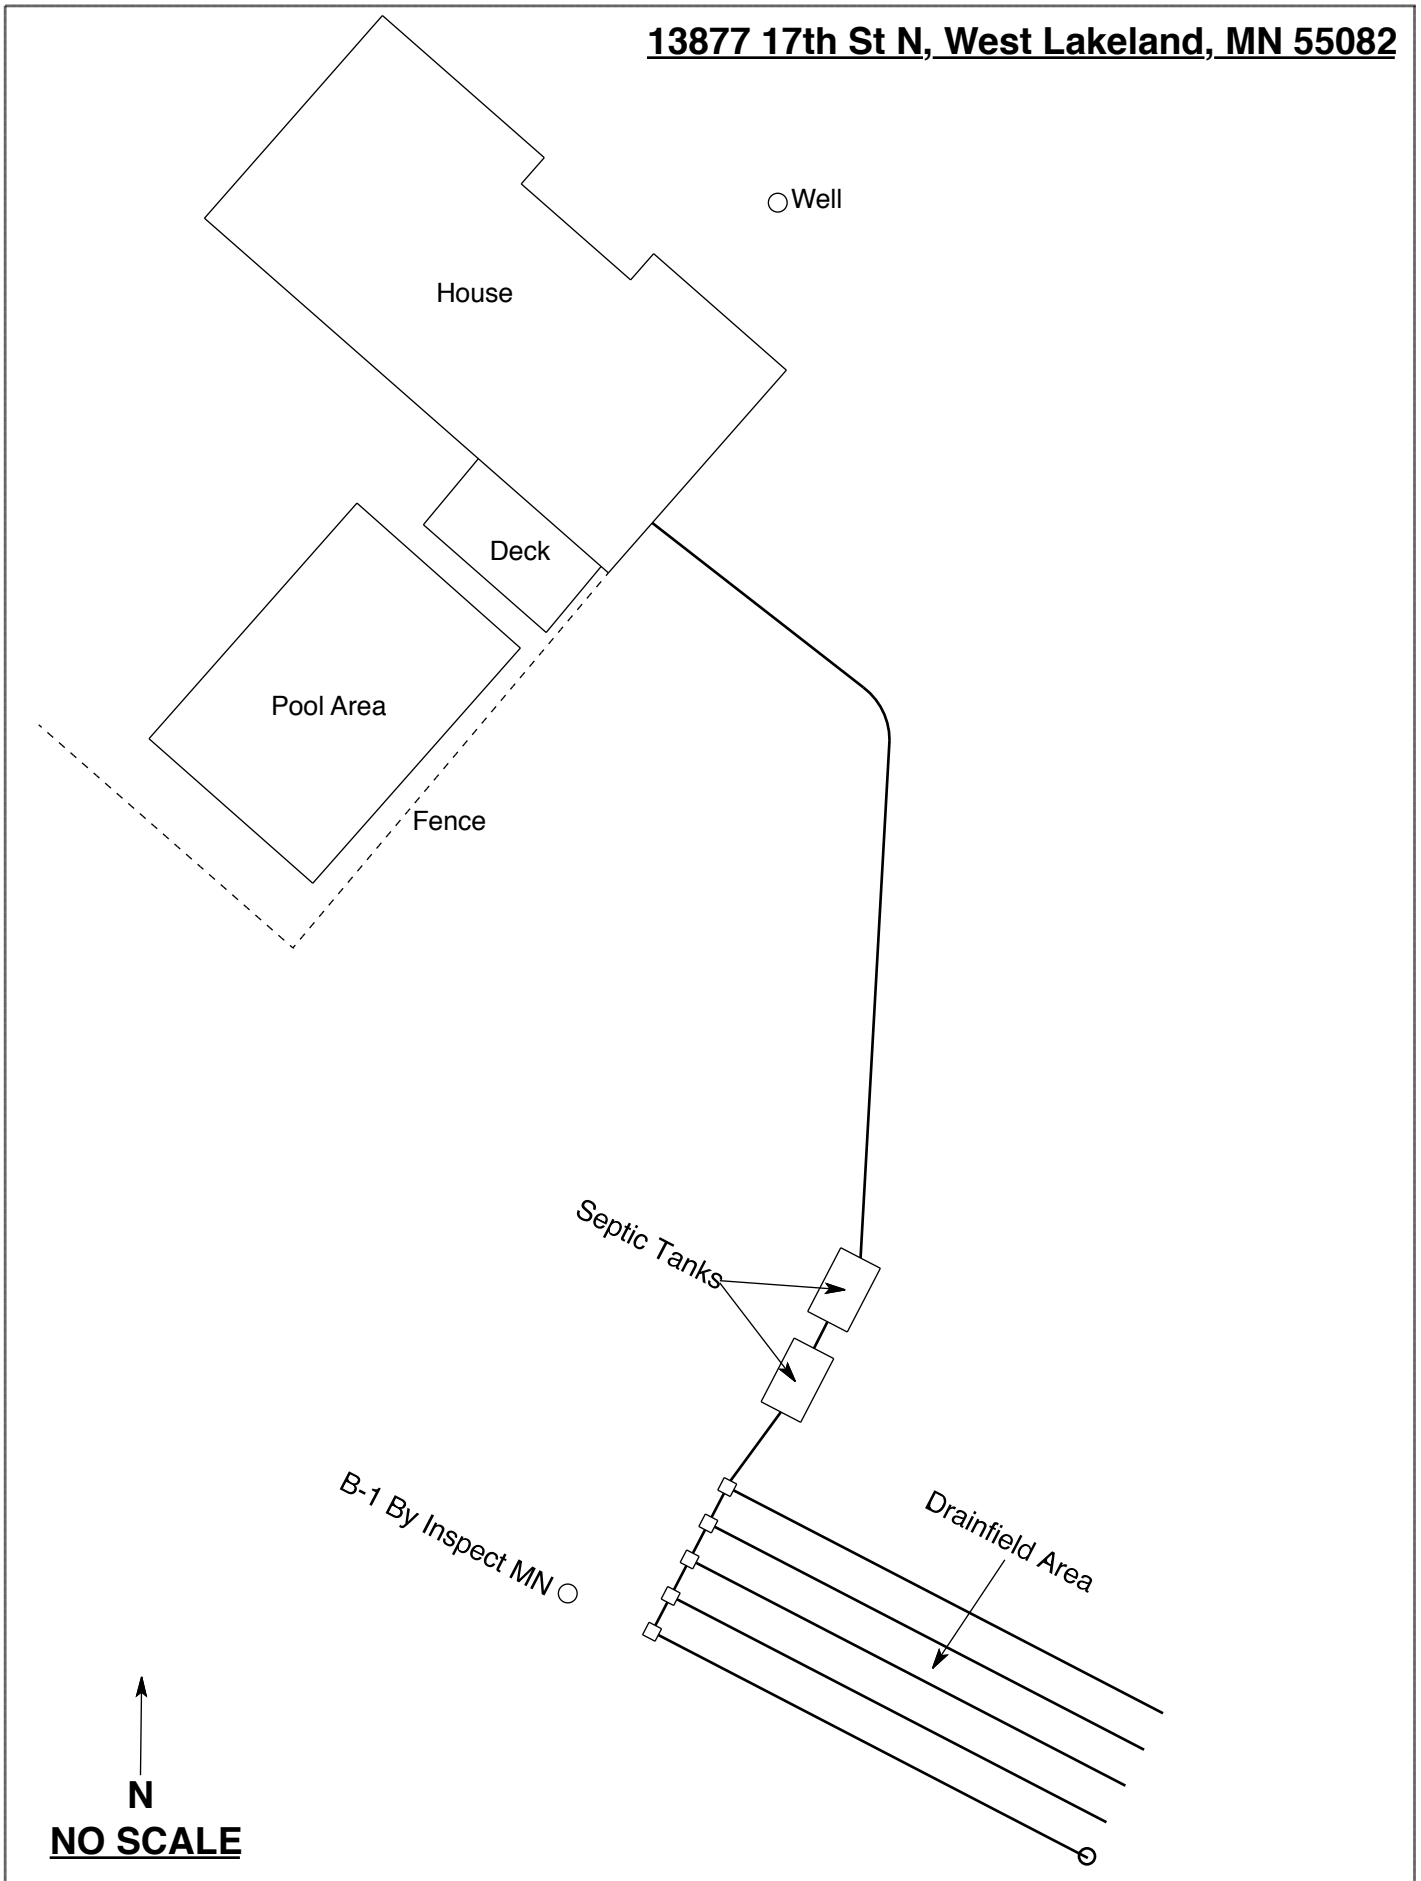 13877 17th St N, West Lakeland, MN 55082
Well
House
Deck
Pool Area
Fence
Septic Tanks
B-1 By Inspect MN
Drainfield Area
N
NO SCALE